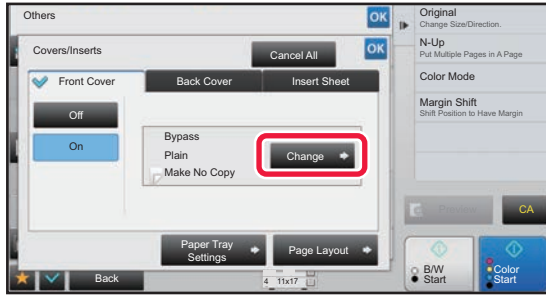 Others
OK
Covers/Inserts
Cancel All
OK
Front Cover
Back Cover
Insert Sheet
Off
On
Bypass
Plain
Make No Copy
Change
Paper Tray
Settings
Page Layout
Back
4 11x17
Original
Change Size/Direction.
N-Up
Put Multiple Pages in A Page
Color Mode
Margin Shift
Shift Position to Have Margin
Preview
CA
B/W
Start
Color
Start